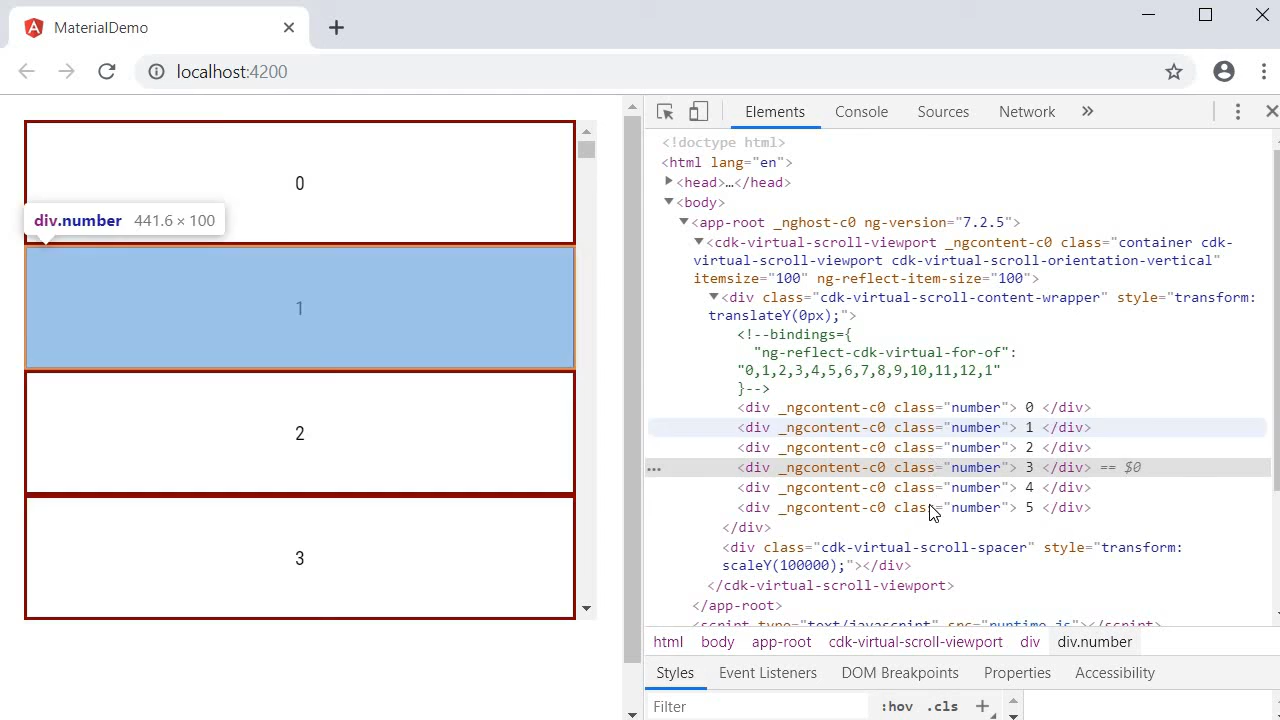 MaterialDemo
localhost:4200
0
div.number 441.6 × 100
1
2
3
Elements Console Sources Network »
<!doctype html>
<html lang="en">
<head>…</head>
<body>
<app-root _nghost-c0 ng-version="7.2.5">
<cdk-virtual-scroll-viewport _ngcontent-c0 class="container cdk-
virtual-scroll-viewport cdk-virtual-scroll-orientation-vertical"
itemsize="100" ng-reflect-item-size="100">
<div class="cdk-virtual-scroll-content-wrapper" style="transform:
translateY(0px);">
<!--bindings={
"ng-reflect-cdk-virtual-for-of":
"0,1,2,3,4,5,6,7,8,9,10,11,12,1"
}-->
<div _ngcontent-c0 class="number"> 0 </div>
<div _ngcontent-c0 class="number"> 1 </div>
<div _ngcontent-c0 class="number"> 2 </div>
<div _ngcontent-c0 class="number"> 3 </div> == $0
<div _ngcontent-c0 class="number"> 4 </div>
<div _ngcontent-c0 class="number"> 5 </div>
</div>
<div class="cdk-virtual-scroll-spacer" style="transform:
scaleY(100000);"></div>
</cdk-virtual-scroll-viewport>
</app-root>
<script type="text/javascript" src="runtime.js"></script>
html body app-root cdk-virtual-scroll-viewport div div.number
Styles Event Listeners DOM Breakpoints Properties Accessibility
Filter :hov .cls +